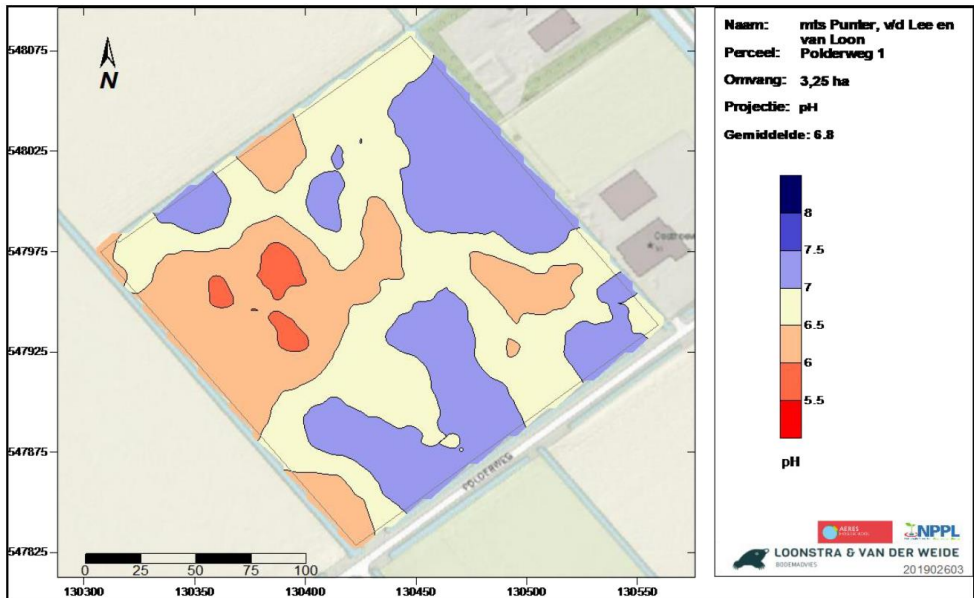 548075
548025
547975
547925
547875
547825
N
POLDERWEG
0 25 50 75 100
130300 130350 130400 130450 130500 130550
Naam: mts Punter, v/d Lee en
van Loon
Perceel: Polderweg 1
Omvang: 3,25 ha
Projectie: pH
Gemiddelde: 6.8
8
7.5
7
6.5
6
5.5
pH
AERES
NPPL
LOONSTRA & VAN DER WEIDE
BODEMADVIES
201902603